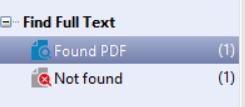 Find Full Text
Found PDF (1)
Not found (1)